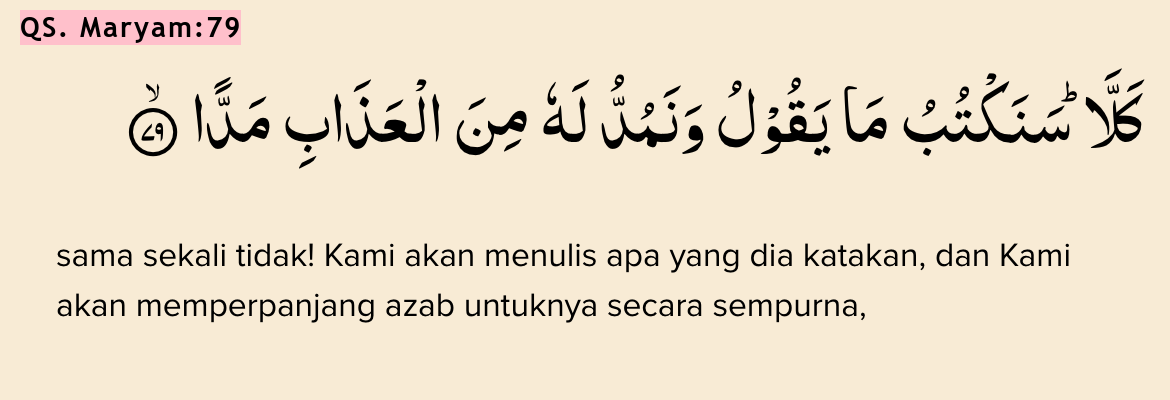 QS. Maryam:79
كَلَّاۗ سَنَكْتُبُ مَا يَقُوْلُ وَنَمُدُّ لَهٗ مِنَ الْعَذَابِ مَدًّا ۙ ٧٩
sama sekali tidak! Kami akan menulis apa yang dia katakan, dan Kami
akan memperpanjang azab untuknya secara sempurna,